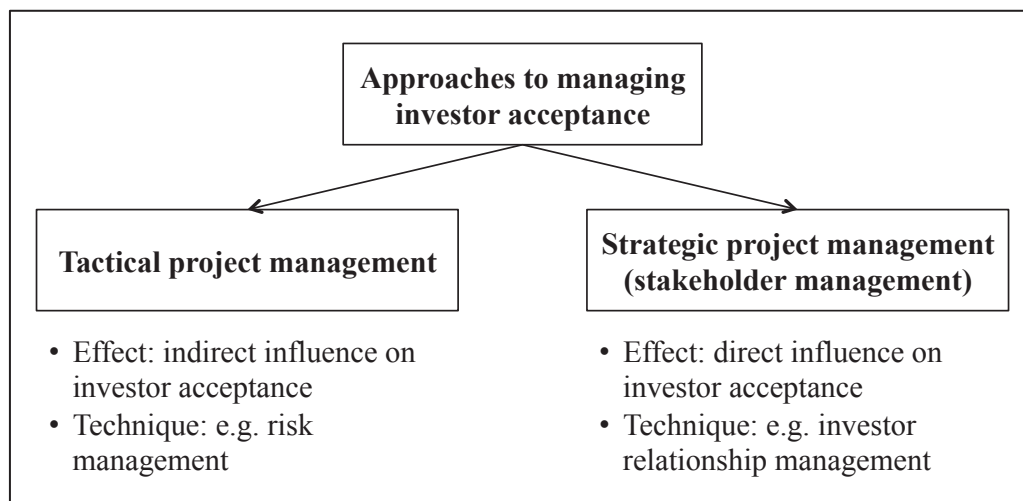 Approaches to managing
investor acceptance
Tactical project management
Strategic project management
(stakeholder management)
• Effect: indirect influence on
investor acceptance
• Technique: e.g. risk
management
• Effect: direct influence on
investor acceptance
• Technique: e.g. investor
relationship management